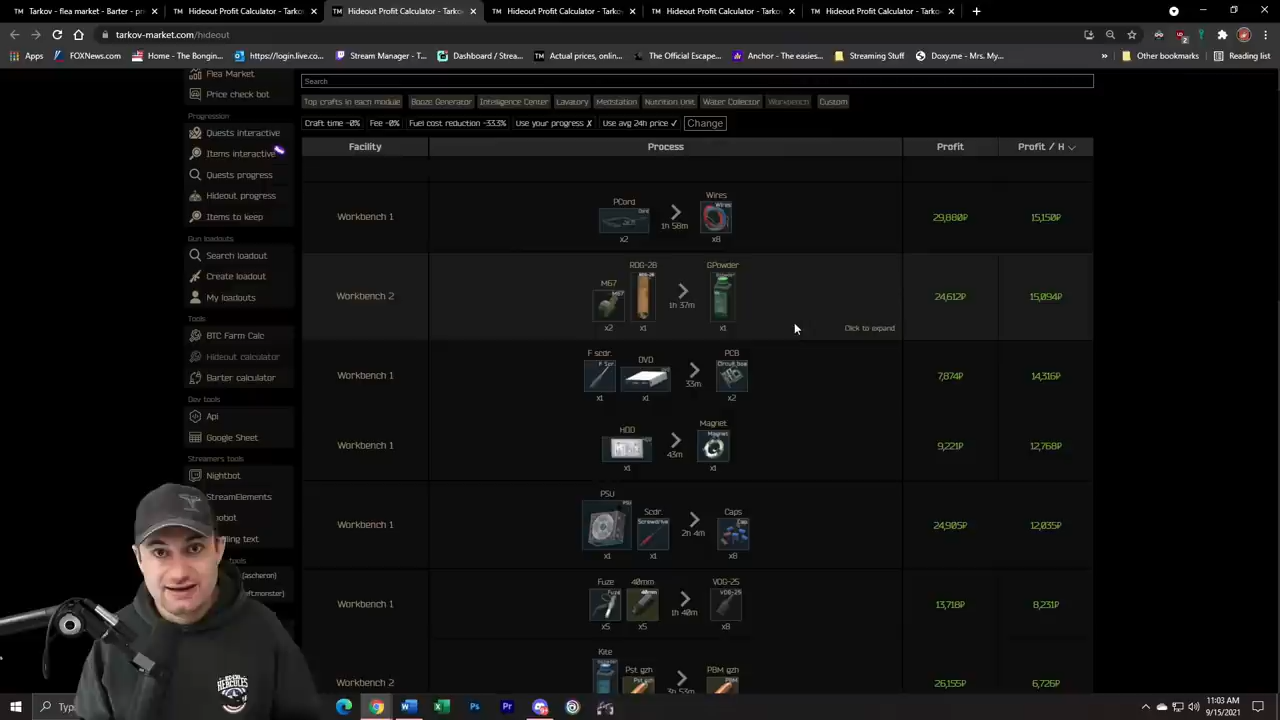 Tarkov - flea market - Barter - pr
Hideout Profit Calculator - Tarko
Hideout Profit Calculator - Tarko
Hideout Profit Calculator - Tarko
Hideout Profit Calculator - Tarko
Hideout Profit Calculator - Tarko
tarkov-market.com/hideout
Apps
FOXNews.com
Home - The Bongin...
https://login.live.co...
Stream Manager - T...
Dashboard / Strea...
Actual prices, onlin...
The Official Escape...
Anchor - The easies...
Streaming Stuff
Doxy.me - Mrs. My...
Other bookmarks
Reading list
Flea Market
Price check bot
Progression
Quests interactive
Items interactive
Quests progress
Hideout progress
Items to keep
Gun loadouts
Search loadout
Create loadout
My loadouts
Tools
BTC Farm Calc
Hideout calculator
Barter calculator
Dev tools
Api
Google Sheet
Streamers tools
Nightbot
StreamElements
Search
Top crafts in each module
Booze Generator
Intelligence Center
Lavatory
Medstation
Nutrition Unit
Water Collector
Workbench
Custom
Craft time -0%
Fee -0%
Fuel cost reduction -33.3%
Use your progress ✗
Use avg 24h price ✓
Change
Facility
Process
Profit
Profit / H
Workbench 1
PCord
x2
1h 58m
Wires
x8
29,880₽
15,150₽
Workbench 2
M67
x2
RDG-2B
x1
1h 37m
GPowder
x1
Click to expand
24,612₽
15,094₽
Workbench 1
F scdr.
x1
DVD
x1
33m
PCB
x2
7,874₽
14,316₽
Workbench 1
HDD
x1
43m
Magnet
x1
9,221₽
12,768₽
Workbench 1
PSU
x1
Scdr.
x1
2h 4m
Caps
x8
24,905₽
12,035₽
Workbench 1
Fuze
x5
40mm
x5
1h 40m
VOG-25
x8
13,718₽
8,231₽
Workbench 2
Kite
Pst gzh
3h 53m
PBM gzh
26,155₽
6,726₽
11:03 AM
9/15/2021